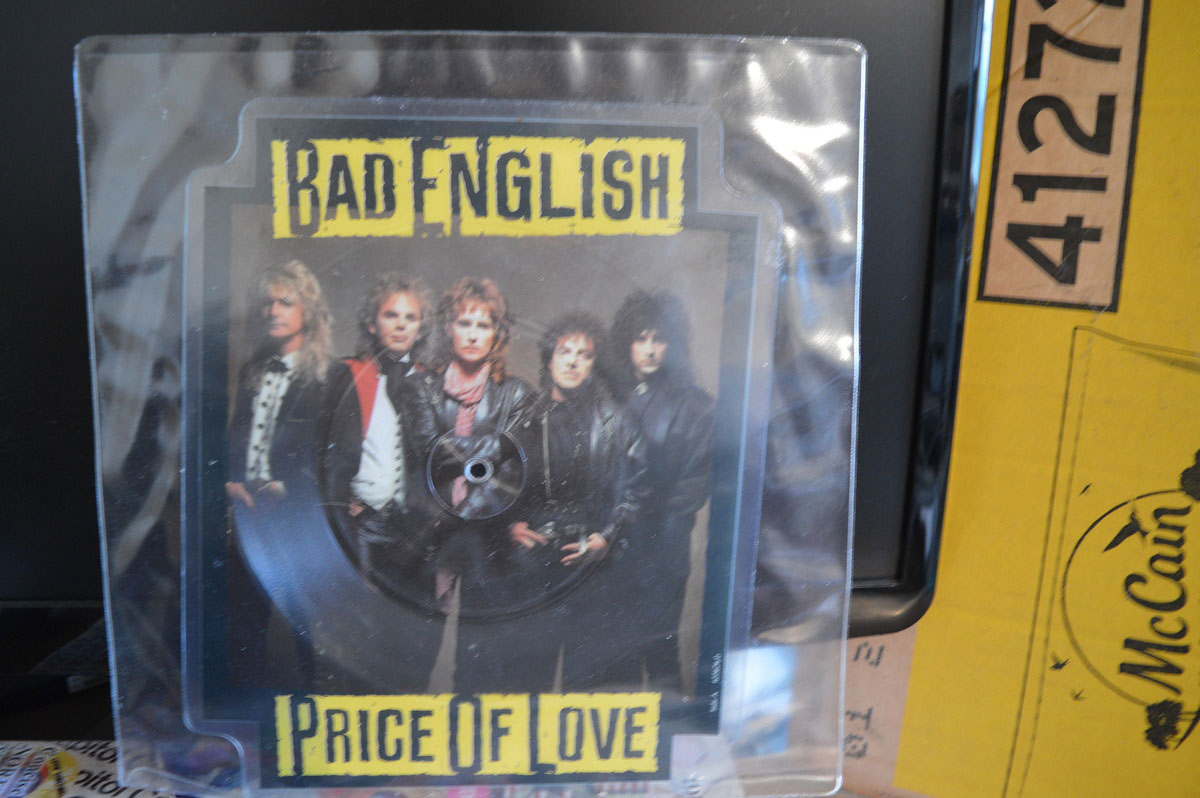 BAD ENGLISH
PRICE OF LOVE
4127
McCain